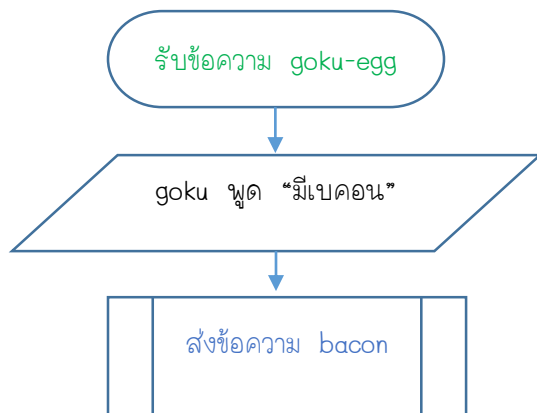 รับข้อความ goku-egg
goku พูด “มีเบคอน”
ส่งข้อความ bacon